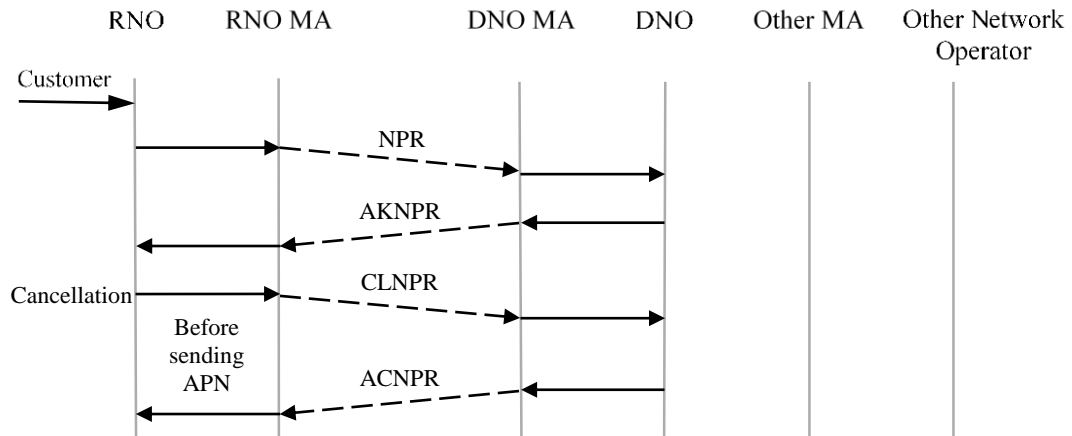 RNO RNO MA DNO MA DNO Other MA Other Network
Operator
Customer
NPR
AKNPR
Cancellation CLNPR
Before
sending
APN ACNPR